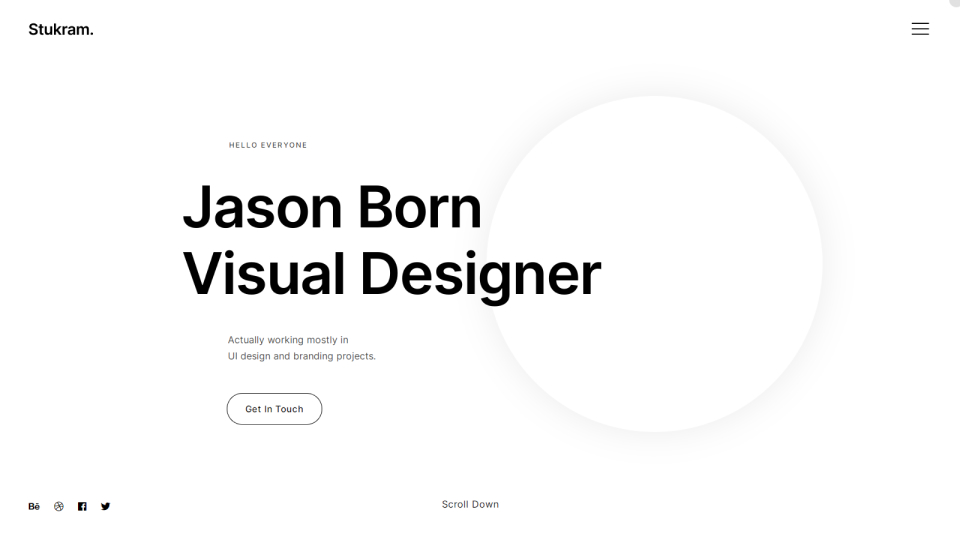 Stukram.
HELLO EVERYONE
Jason Born
Visual Designer
Actually working mostly in
UI design and branding projects.
Get In Touch
Bē
Scroll Down